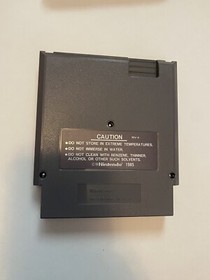 CAUTION
●DO NOT STORE IN EXTREME TEMPERATURES.
●DO NOT IMMERSE IN WATER.
●DO NOT CLEAN WITH BENZENE, THINNER,
ALCOHOL OR OTHER SUCH SOLVENTS.
©Nintendo 1985